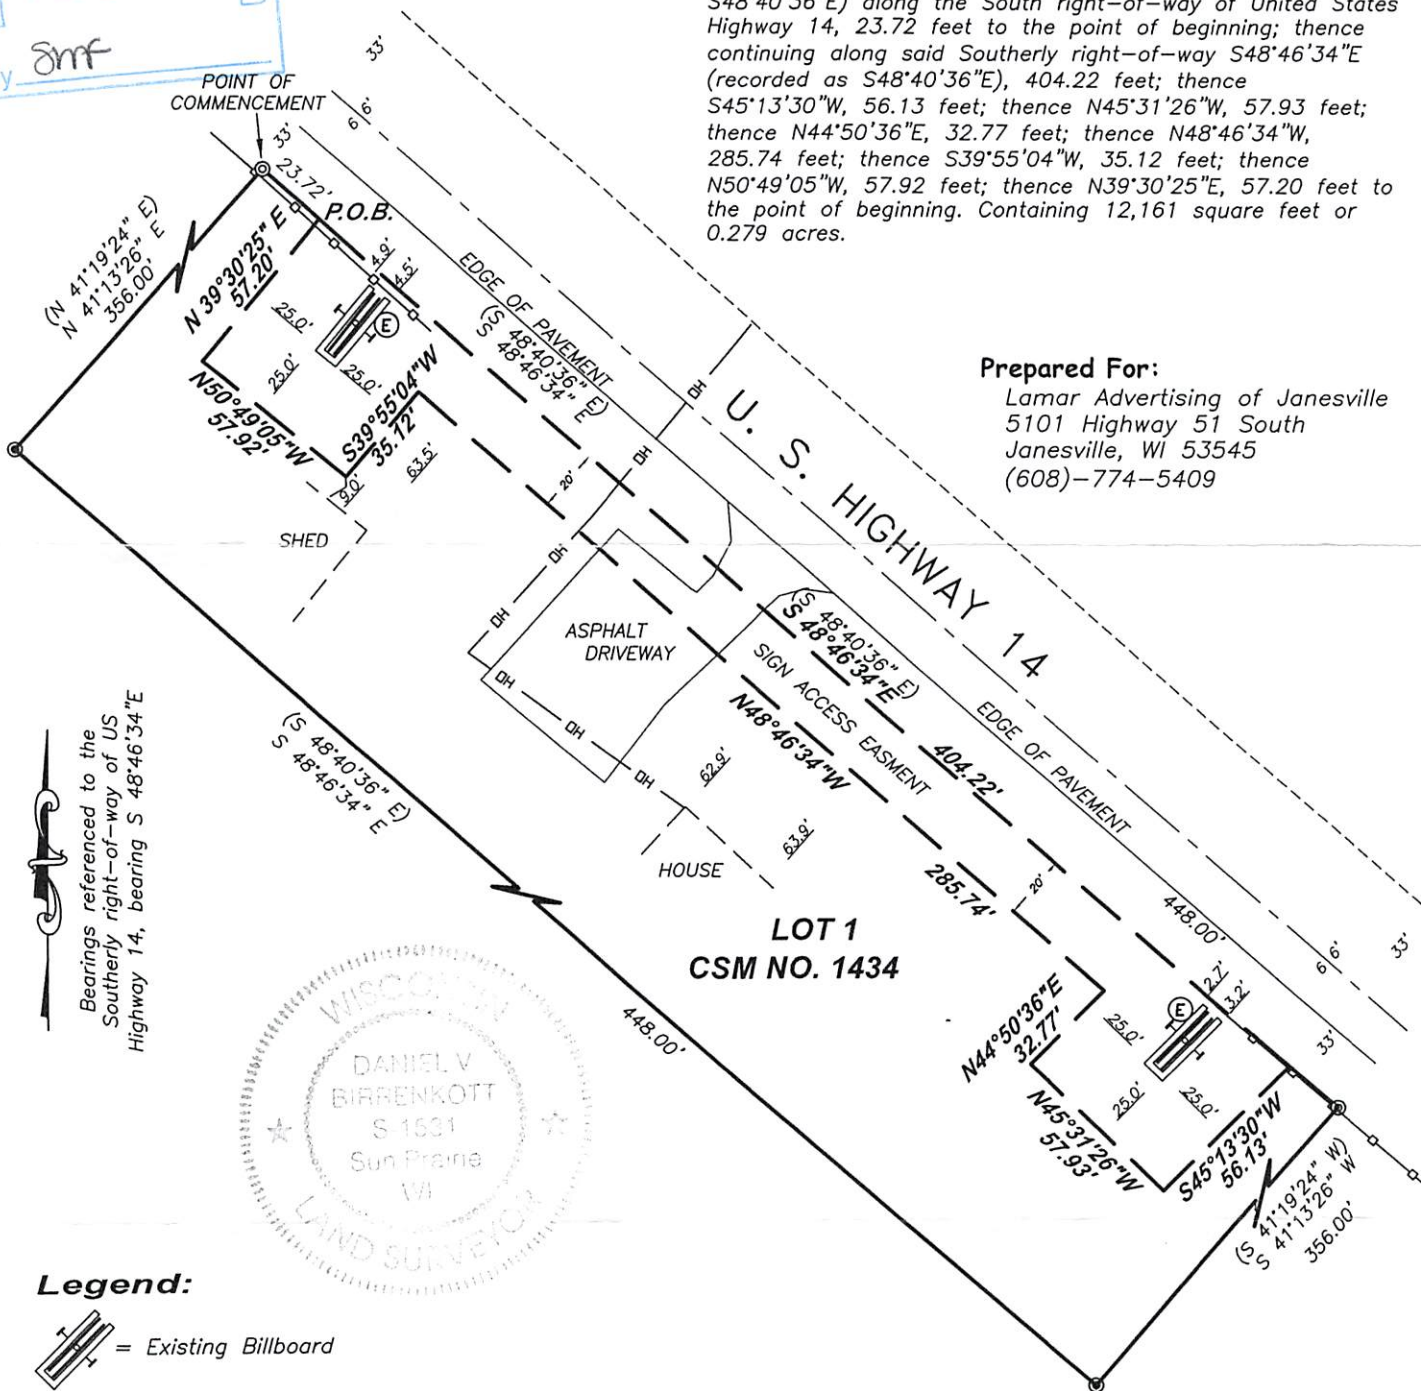 smf
y
S48°40'36"E) along the South right-of-way of United States
Highway 14, 23.72 feet to the point of beginning; thence
continuing along said Southerly right-of-way S48°46'34"E
(recorded as S48°40'36"E), 404.22 feet; thence
S45°13'30"W, 56.13 feet; thence N45°31'26"W, 57.93 feet;
thence N44°50'36"E, 32.77 feet; thence N48°46'34"W,
285.74 feet; thence S39°55'04"W, 35.12 feet; thence
N50°49'05"W, 57.92 feet; thence N39°30'25"E, 57.20 feet to
the point of beginning. Containing 12,161 square feet or
0.279 acres.
33'
66'
33'
POINT OF
COMMENCEMENT
23.72'
P.O.B.
(N 41°19'24" E)
N 41°13'26" E
356.00'
N 39°30'25" E
57.20'
4.9'
4.5'
25.0'
E
25.0'
25.0'
EDGE OF PAVEMENT
(S 48°40'36" E)
S 48°46'34" E
N50°49'05"W
57.92'
S39°55'04"W
35.12'
9.0'
63.5'
20'
SHED
OH
OH
OH
OH
OH
OH
OH
U. S. HIGHWAY 14
Prepared For:
Lamar Advertising of Janesville
5101 Highway 51 South
Janesville, WI 53545
(608)-774-5409
ASPHALT
DRIVEWAY
(S 48°40'36" E)
S 48°46'34"E
404.22'
SIGN ACCESS EASMENT
N48°46'34"W
285.74'
EDGE OF PAVEMENT
62.9'
63.9'
20'
HOUSE
448.00'
66'
33'
33'
(S 48°40'36" E)
S 48°46'34" E
448.00'
Bearings referenced to the
Southerly right-of-way of US
Highway 14, bearing S 48°46'34"E
LOT 1
CSM NO. 1434
2.7'
3.2'
E
25.0'
25.0'
25.0'
N44°50'36"E
32.77'
N45°31'26"W
57.93'
S45°13'30"W
56.13'
(S 41°19'24" W)
S 41°13'26" W
356.00'
WISCONSIN
DANIEL V
BIRRENKOTT
S-1531
Sun Prairie
WI
LAND SURVEYOR
Legend:
= Existing Billboard